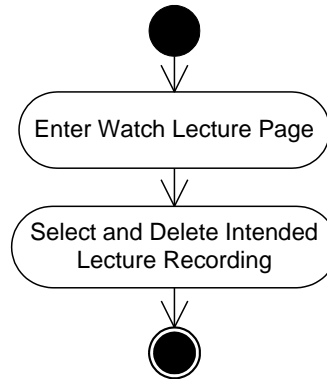 Enter Watch Lecture Page
Select and Delete Intended
Lecture Recording